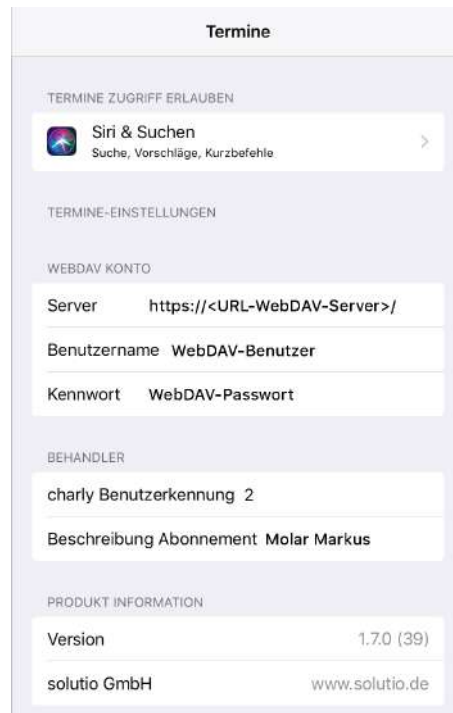 Termine
TERMINE ZUGRIFF ERLAUBEN
Siri & Suchen
Suche, Vorschläge, Kurzbefehle
TERMINE-EINSTELLUNGEN
WEBDAV KONTO
Server https://<URL-WebDAV-Server>/
Benutzername WebDAV-Benutzer
Kennwort WebDAV-Passwort
BEHANDLER
charly Benutzerkennung 2
Beschreibung Abonnement Molar Markus
PRODUKT INFORMATION
Version 1.7.0 (39)
solutio GmbH www.solutio.de